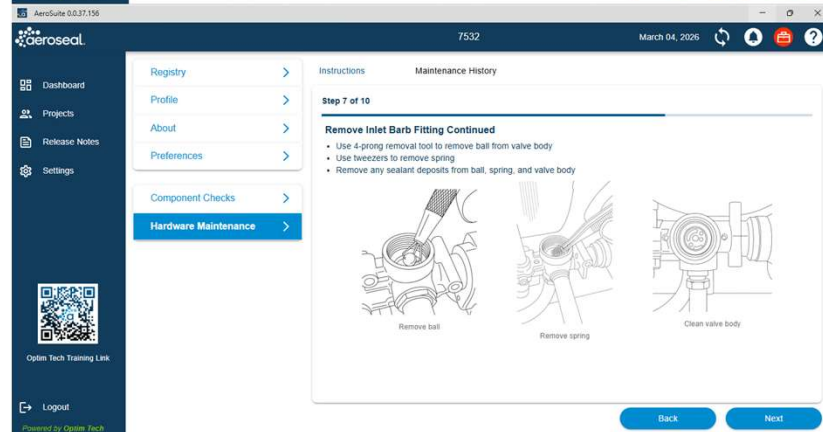 AeroSuite 0.0.37.156
aeroseal.
7532
March 04, 2026
Dashboard
Projects
Release Notes
Settings
Optim Tech Training Link
Logout
Powered by Optim Tech
Registry
Profile
About
Preferences
Component Checks
Hardware Maintenance
Instructions
Maintenance History
Step 7 of 10
Remove Inlet Barb Fitting Continued
• Use 4-prong removal tool to remove ball from valve body
• Use tweezers to remove spring
• Remove any sealant deposits from ball, spring, and valve body
Remove ball
Remove spring
Clean valve body
Back
Next